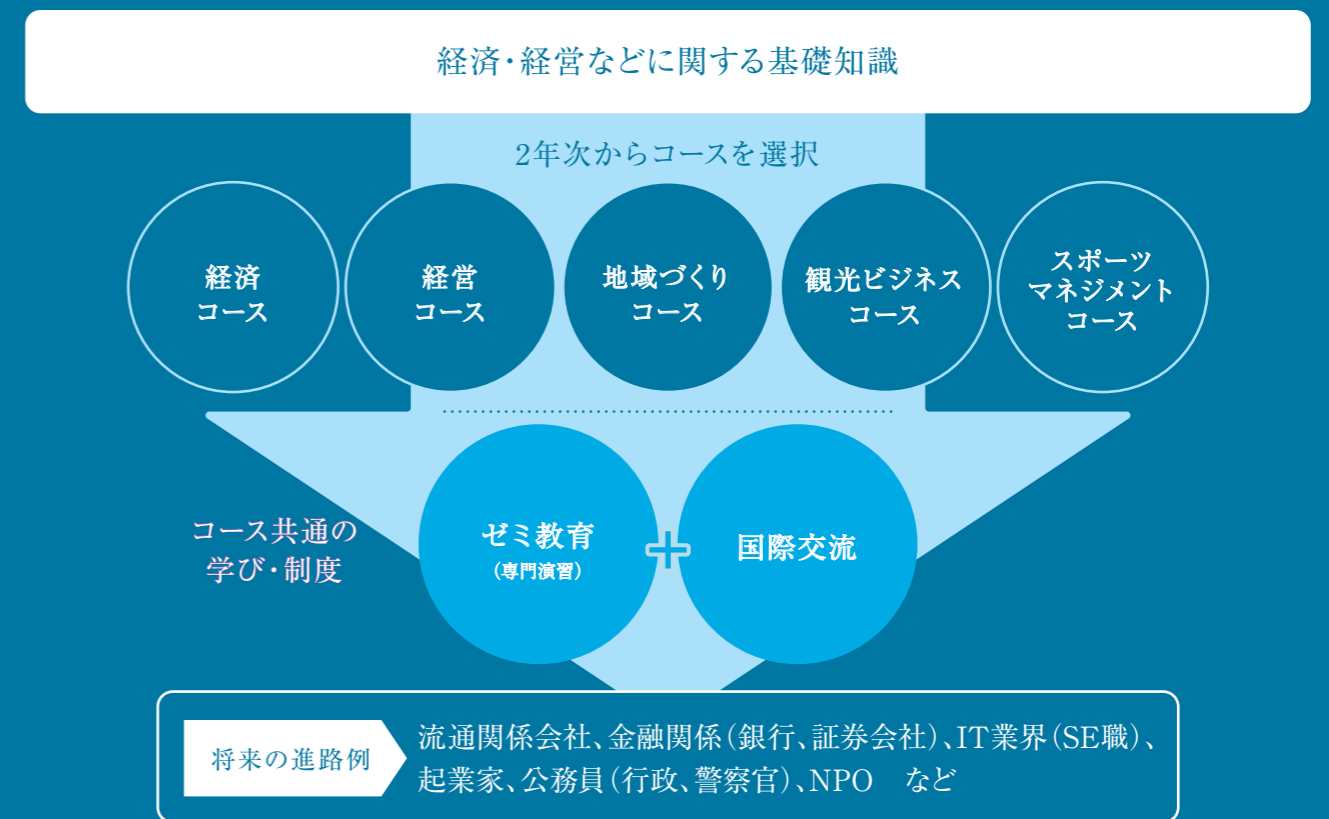 経済・経営などに関する基礎知識
2年次からコースを選択
経済
コース
経営
コース
地域づくり
コース
観光ビジネス
コース
スポーツ
マネジメント
コース
コース共通の
学び・制度
ゼミ教育
（専門演習）
国際交流
将来の進路例
流通関係会社、金融関係（銀行、証券会社）、IT業界（SE職）、
起業家、公務員（行政、警察官）、NPO　など